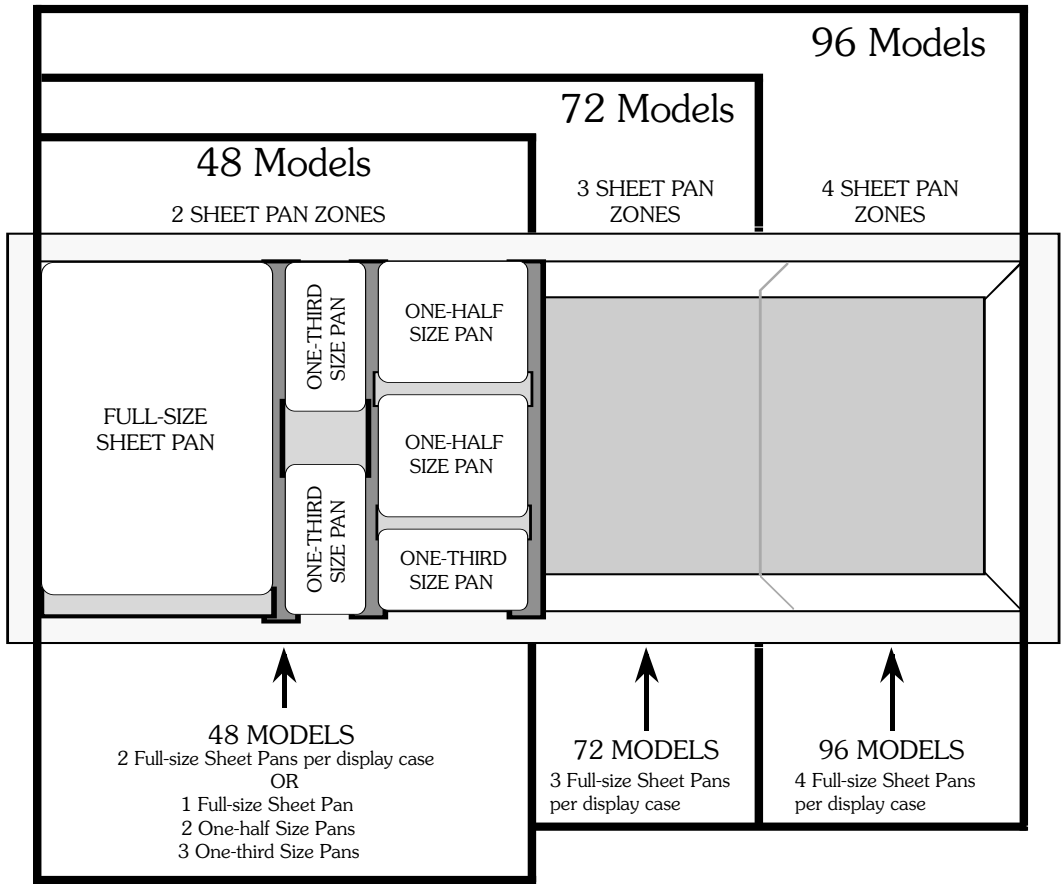 96 Models
72 Models
48 Models
2 SHEET PAN ZONES
3 SHEET PAN
ZONES
4 SHEET PAN
ZONES
FULL-SIZE
SHEET PAN
ONE-THIRD
SIZE PAN
ONE-THIRD
SIZE PAN
ONE-HALF
SIZE PAN
ONE-HALF
SIZE PAN
ONE-THIRD
SIZE PAN
48 MODELS
2 Full-size Sheet Pans per display case
OR
1 Full-size Sheet Pan
2 One-half Size Pans
3 One-third Size Pans
72 MODELS
3 Full-size Sheet Pans
per display case
96 MODELS
4 Full-size Sheet Pans
per display case